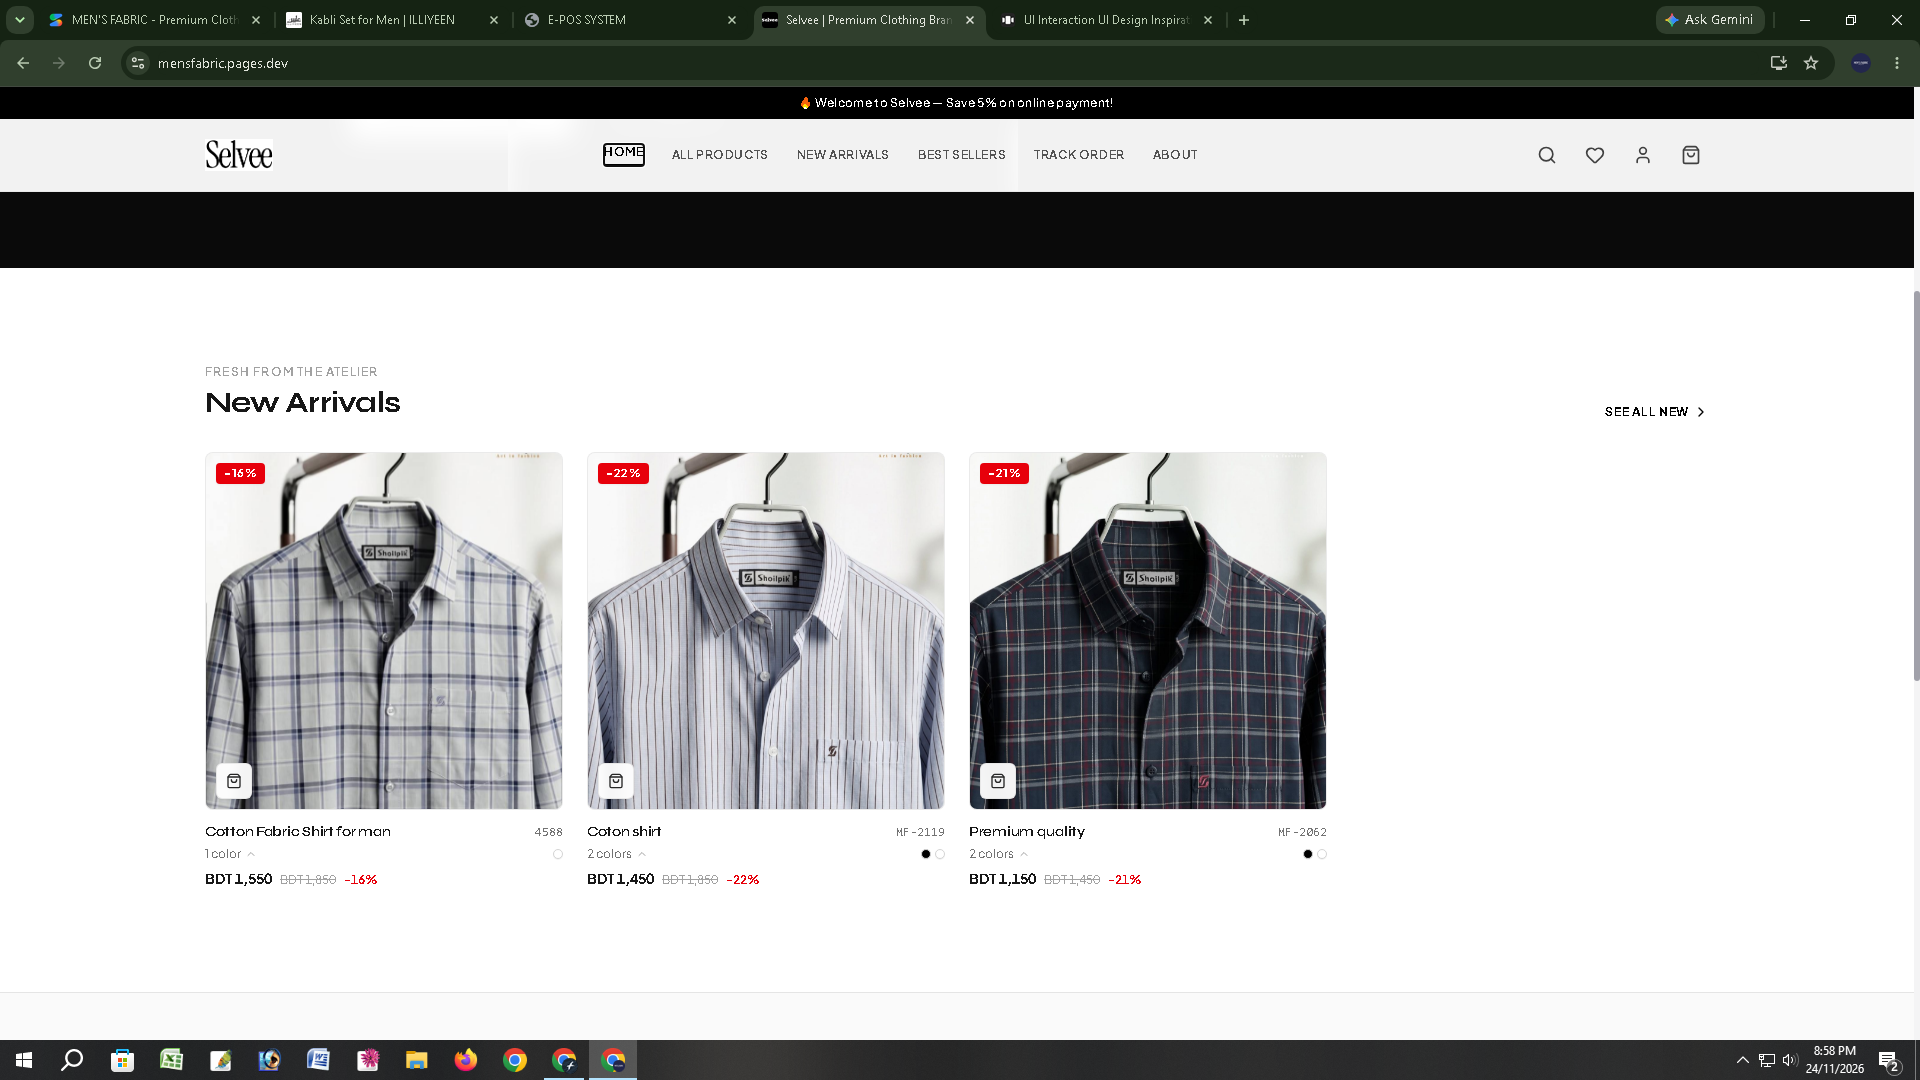 MEN'S FABRIC - Premium Cloth
Kabli Set for Men | ILLIYEEN
E-POS SYSTEM
Selvee | Premium Clothing Bran
UI Interaction UI Design Inspirat
Ask Gemini
mensfabric.pages.dev
🔥 Welcome to Selvee — Save 5% on online payment!
Selvee
HOME
ALL PRODUCTS
NEW ARRIVALS
BEST SELLERS
TRACK ORDER
ABOUT
FRESH FROM THE ATELIER
New Arrivals
SEE ALL NEW
-16%
-22%
-21%
Shoilpik
Shoilpik
Shoilpik
Cotton Fabric Shirt for man
4588
1 color
BDT 1,550 BDT 1,850 -16%
Coton shirt
MF-2119
2 colors
BDT 1,450 BDT 1,850 -22%
Premium quality
MF-2062
2 colors
BDT 1,150 BDT 1,450 -21%
8:58 PM
24/11/2026
2